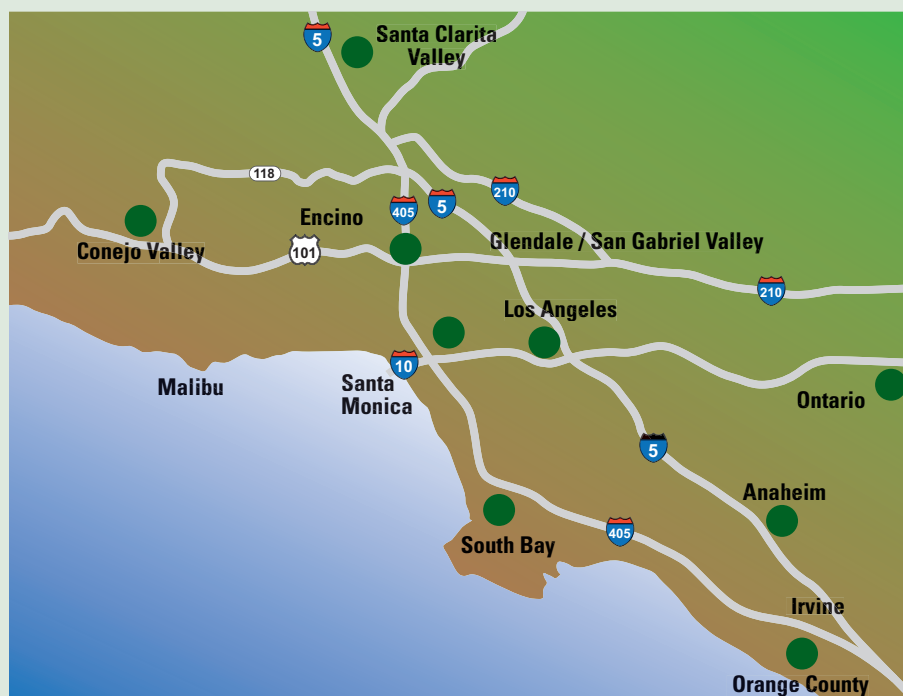 5
Santa Clarita
Valley
118
210
405
5
Encino
101
Glendale / San Gabriel Valley
Conejo Valley
210
Los Angeles
10
Malibu
Santa
Monica
Ontario
5
Anaheim
405
South Bay
Irvine
Orange County